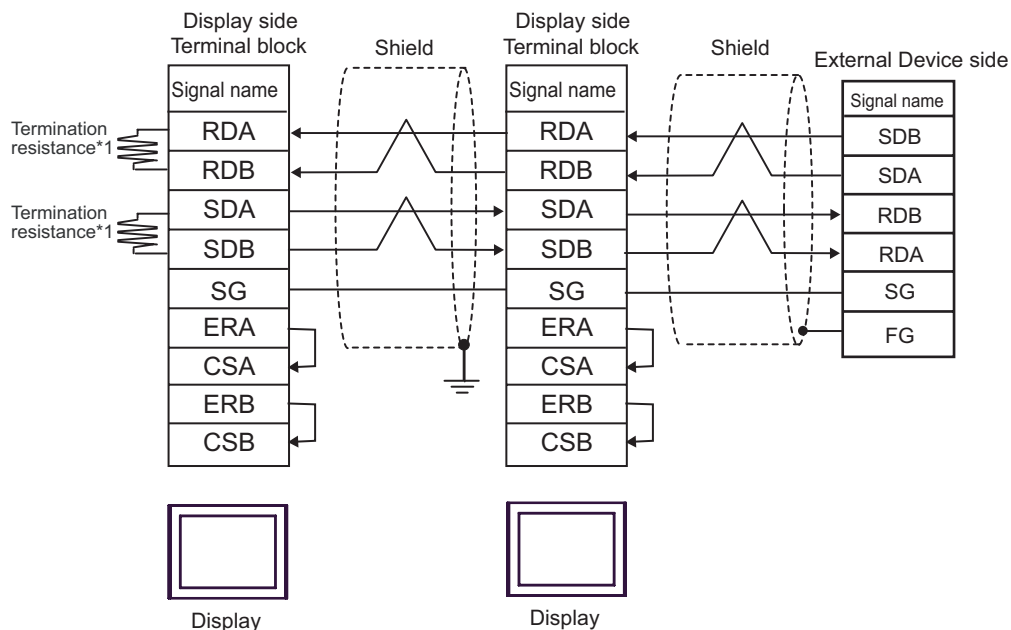 Display side
Terminal block
Shield
Display side
Terminal block
Shield
External Device side
Signal name
RDA
RDB
SDA
SDB
SG
ERA
CSA
ERB
CSB
Termination
resistance*1
Termination
resistance*1
Signal name
RDA
RDB
SDA
SDB
SG
ERA
CSA
ERB
CSB
Signal name
SDB
SDA
RDB
RDA
SG
FG
Display
Display